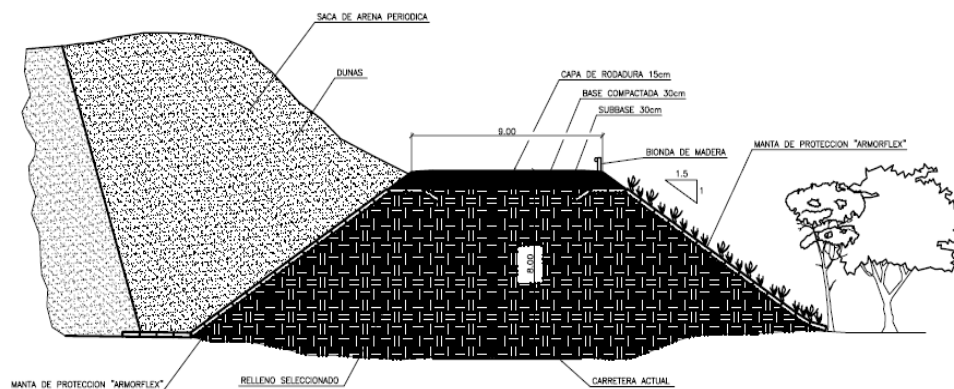 SACA DE ARENA PERIODICA
DUNAS
CAPA DE RODADURA 15cm
BASE COMPACTADA 30cm
SUBBASE 30cm
9.00
BIONDA DE MADERA
MANTA DE PROTECCION "ARMORFLEX"
1.5
1
8.00
MANTA DE PROTECCION "ARMORFLEX"
RELLENO SELECCIONADO
CARRETERA ACTUAL